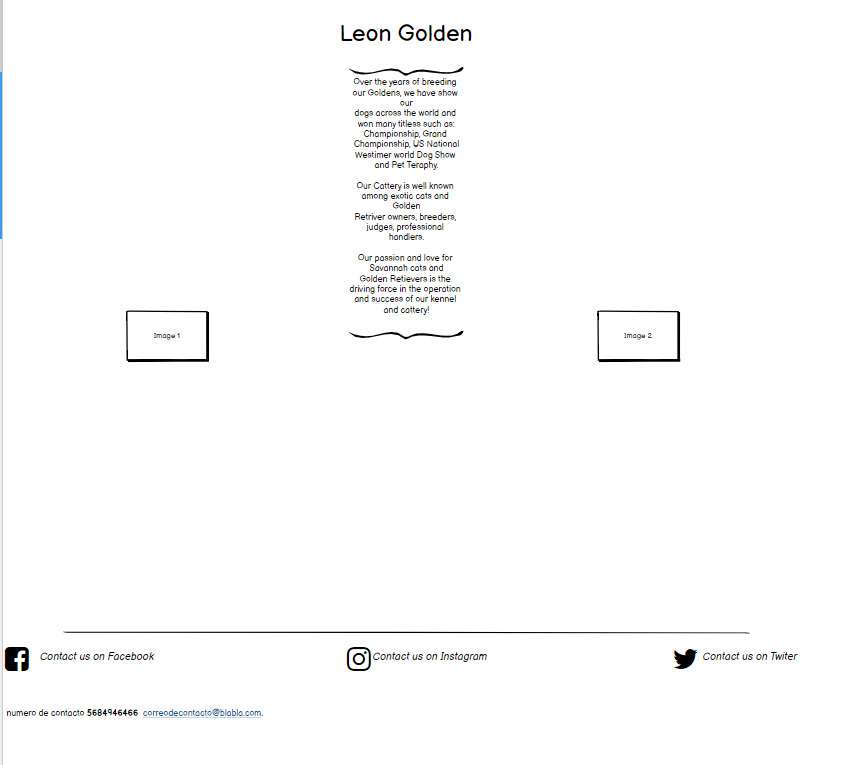 Leon Golden
Over the years of breeding
our Goldens, we have show
our
dogs across the world and
won many titless such as:
Championship, Grand
Championship, US National
Westimer world Dog Show
and Pet Teraphy.
Our Cattery is well known
among exotic cats and
Golden
Retriver owners, breeders,
judges, professional
handlers.
Our passion and love for
Savannah cats and
Golden Retievers is the
driving force in the operation
and success of our kennel
and cattery!
Image 1
Image 2
Contact us on Facebook
Contact us on Instagram
Contact us on Twiter
numero de contacto 5684946466 correodecontacto@blabla.com.